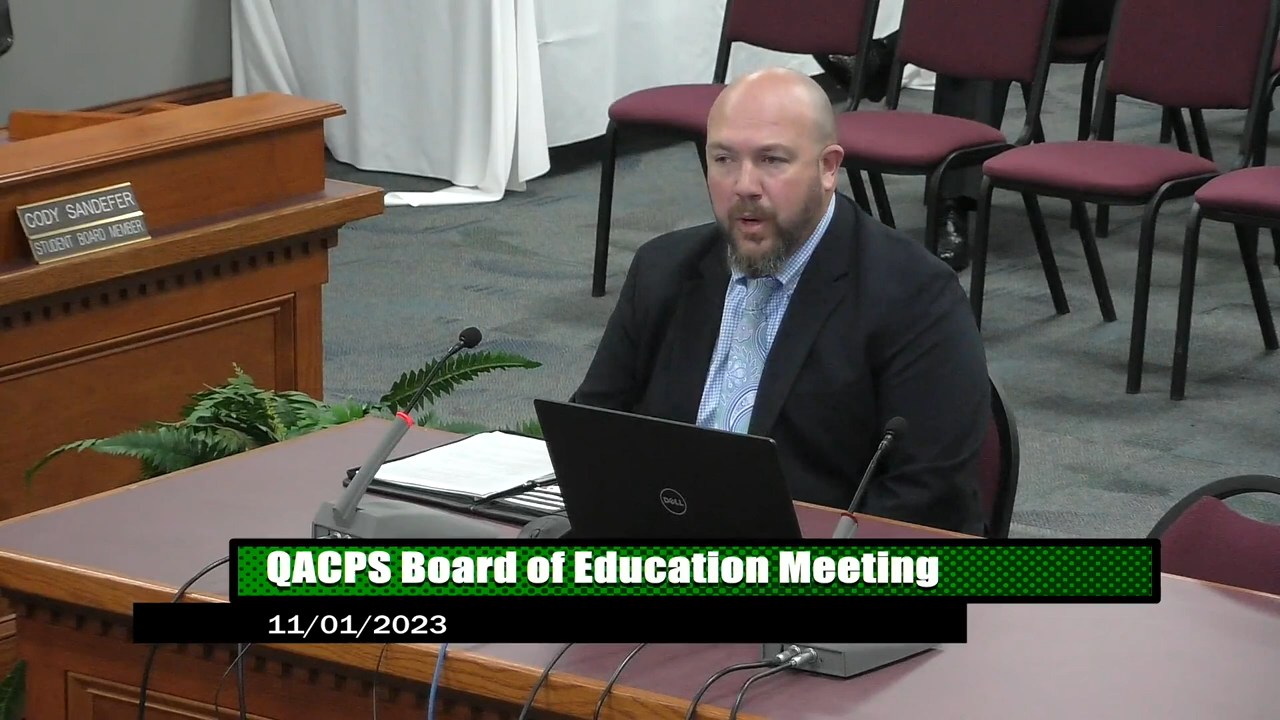 CODY SANDEFER
STUDENT BOARD MEMBER
DELL
QACPS Board of Education Meeting
11/01/2023